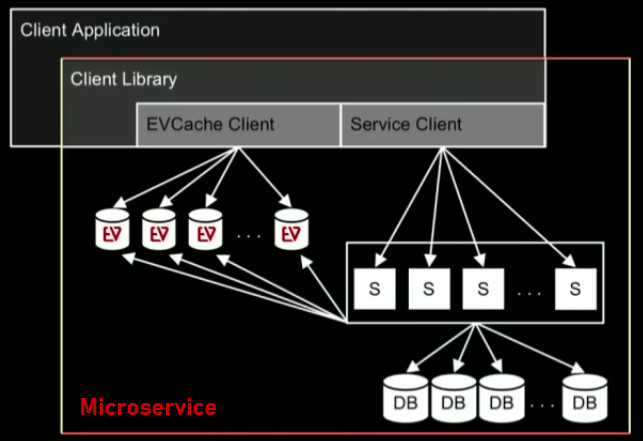 Client Application
Client Library
EVCache Client Service Client
EV EV EV ... EV
S S S ... S
DB DB DB ... DB
Microservice